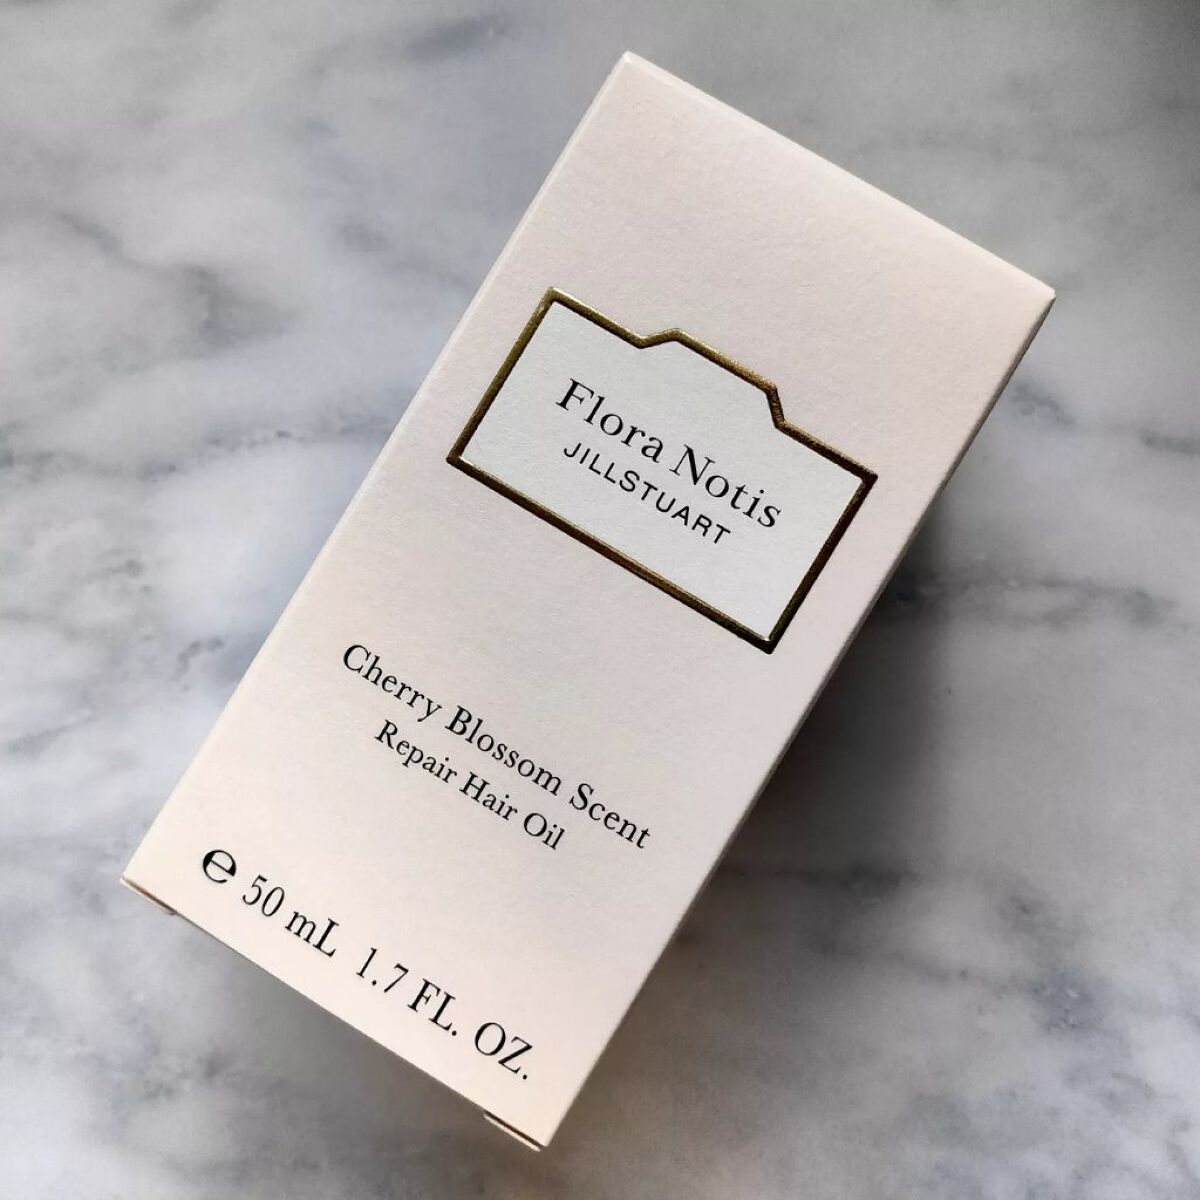 Flora Notis
JILLSTUART
Cherry Blossom Scent
Repair Hair Oil
℮ 50 mL 1.7 FL. OZ.